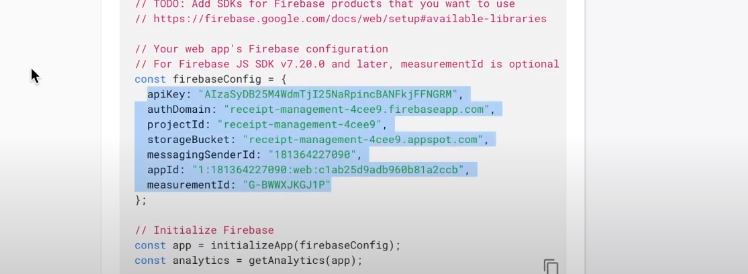 // TODO: Add SDKs for Firebase products that you want to use
// https://firebase.google.com/docs/web/setup#available-libraries
// Your web app's Firebase configuration
// For Firebase JS SDK v7.20.0 and later, measurementId is optional
const firebaseConfig = {
apiKey: "AIzaSyDB25M4WdmTjI25NaRpincBANFkjFFNGRM",
authDomain: "receipt-management-4cee9.firebaseapp.com",
projectId: "receipt-management-4cee9",
storageBucket: "receipt-management-4cee9.appspot.com",
messagingSenderId: "181364227090",
appId: "1:181364227090:web:c1ab25d9adb960b81a2ccb",
measurementId: "G-BWWXJKGJ1P"
};
// Initialize Firebase
const app = initializeApp(firebaseConfig);
const analytics = getAnalytics(app);